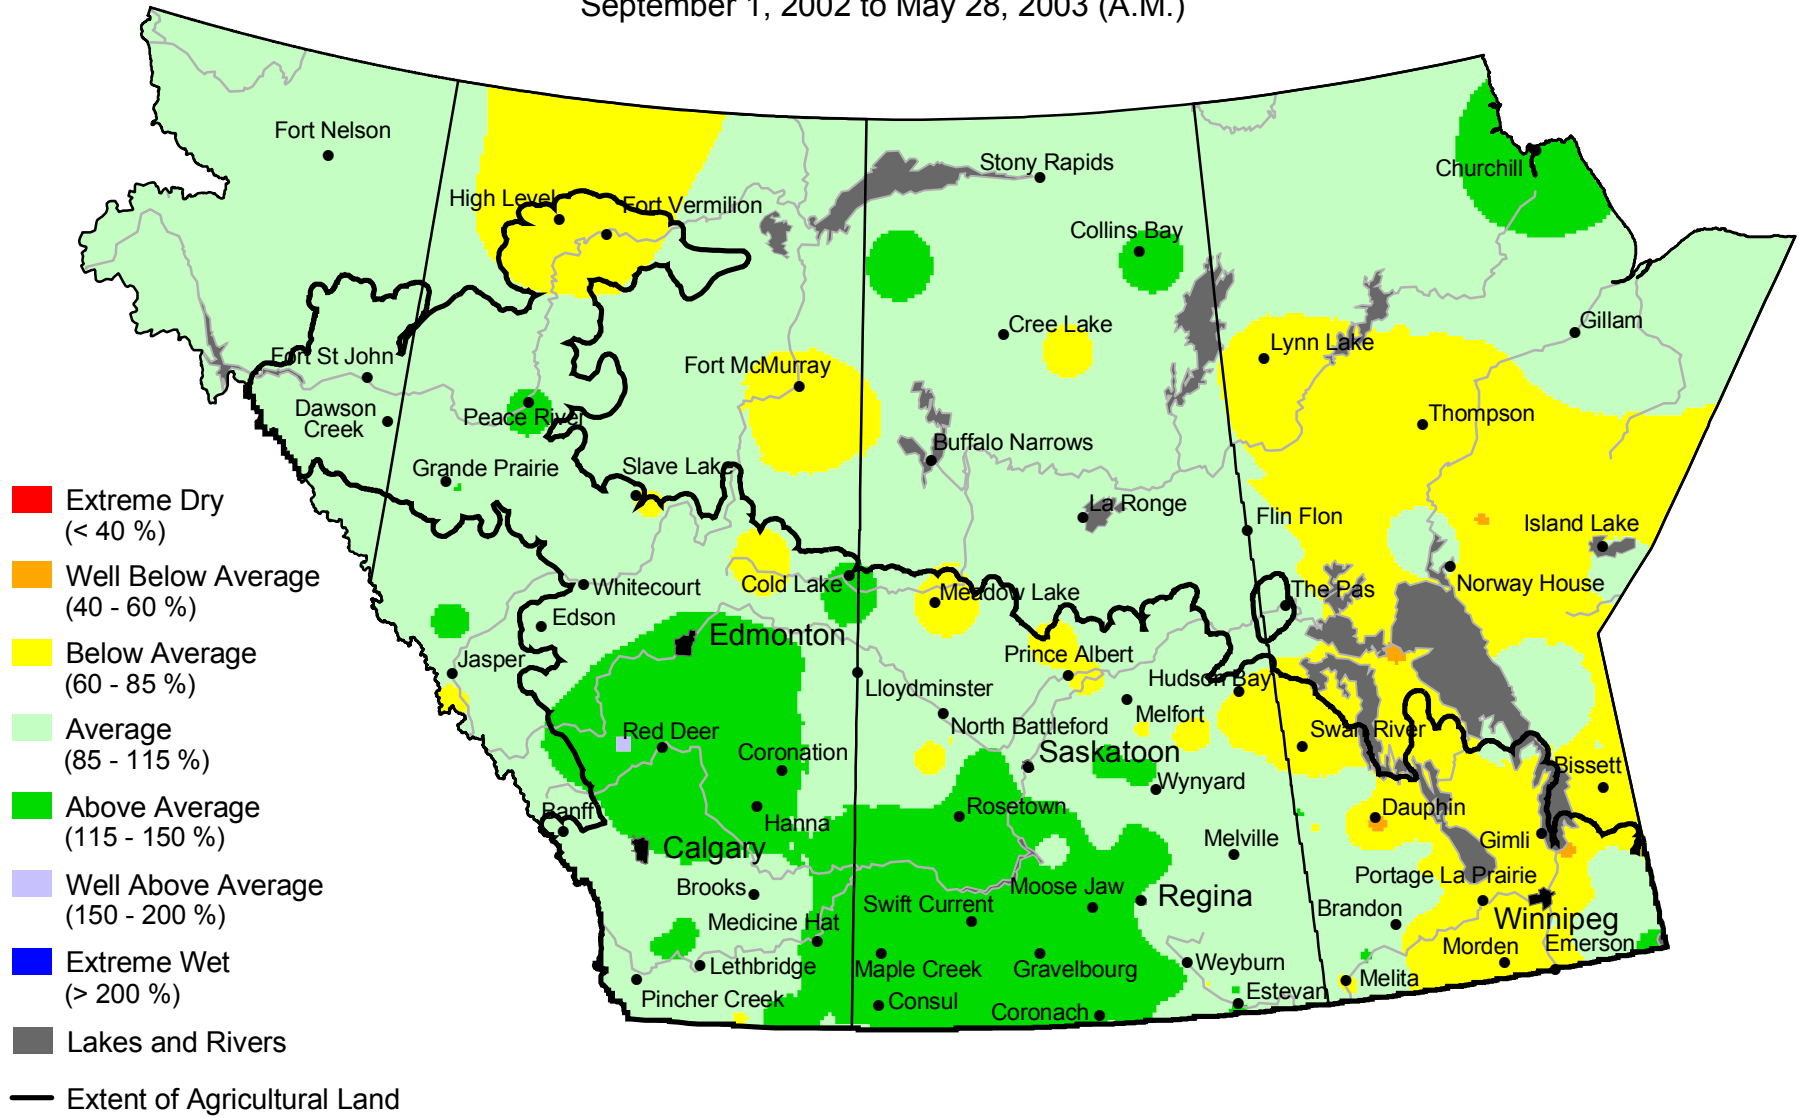 September 1, 2002 to May 28, 2003 (A.M.)
Fort Nelson
Stony Rapids
Churchill
High Level
Fort Vermilion
Collins Bay
Cree Lake
Gillam
Lynn Lake
Fort St John
Fort McMurray
Dawson
Creek
Peace River
Thompson
Buffalo Narrows
Grande Prairie
Slave Lake
La Ronge
Flin Flon
Island Lake
Whitecourt
Cold Lake
Meadow Lake
The Pas
Norway House
Edson
Edmonton
Jasper
Prince Albert
Hudson Bay
Lloydminster
North Battleford
Melfort
Swan River
Red Deer
Coronation
Saskatoon
Wynyard
Bissett
Banff
Hanna
Rosetown
Dauphin
Calgary
Melville
Gimli
Brooks
Moose Jaw
Regina
Portage La Prairie
Medicine Hat
Swift Current
Brandon
Winnipeg
Lethbridge
Maple Creek
Gravelbourg
Weyburn
Morden
Emerson
Pincher Creek
Consul
Coronach
Estevan
Melita
Extreme Dry
(< 40 %)
Well Below Average
(40 - 60 %)
Below Average
(60 - 85 %)
Average
(85 - 115 %)
Above Average
(115 - 150 %)
Well Above Average
(150 - 200 %)
Extreme Wet
(> 200 %)
Lakes and Rivers
Extent of Agricultural Land